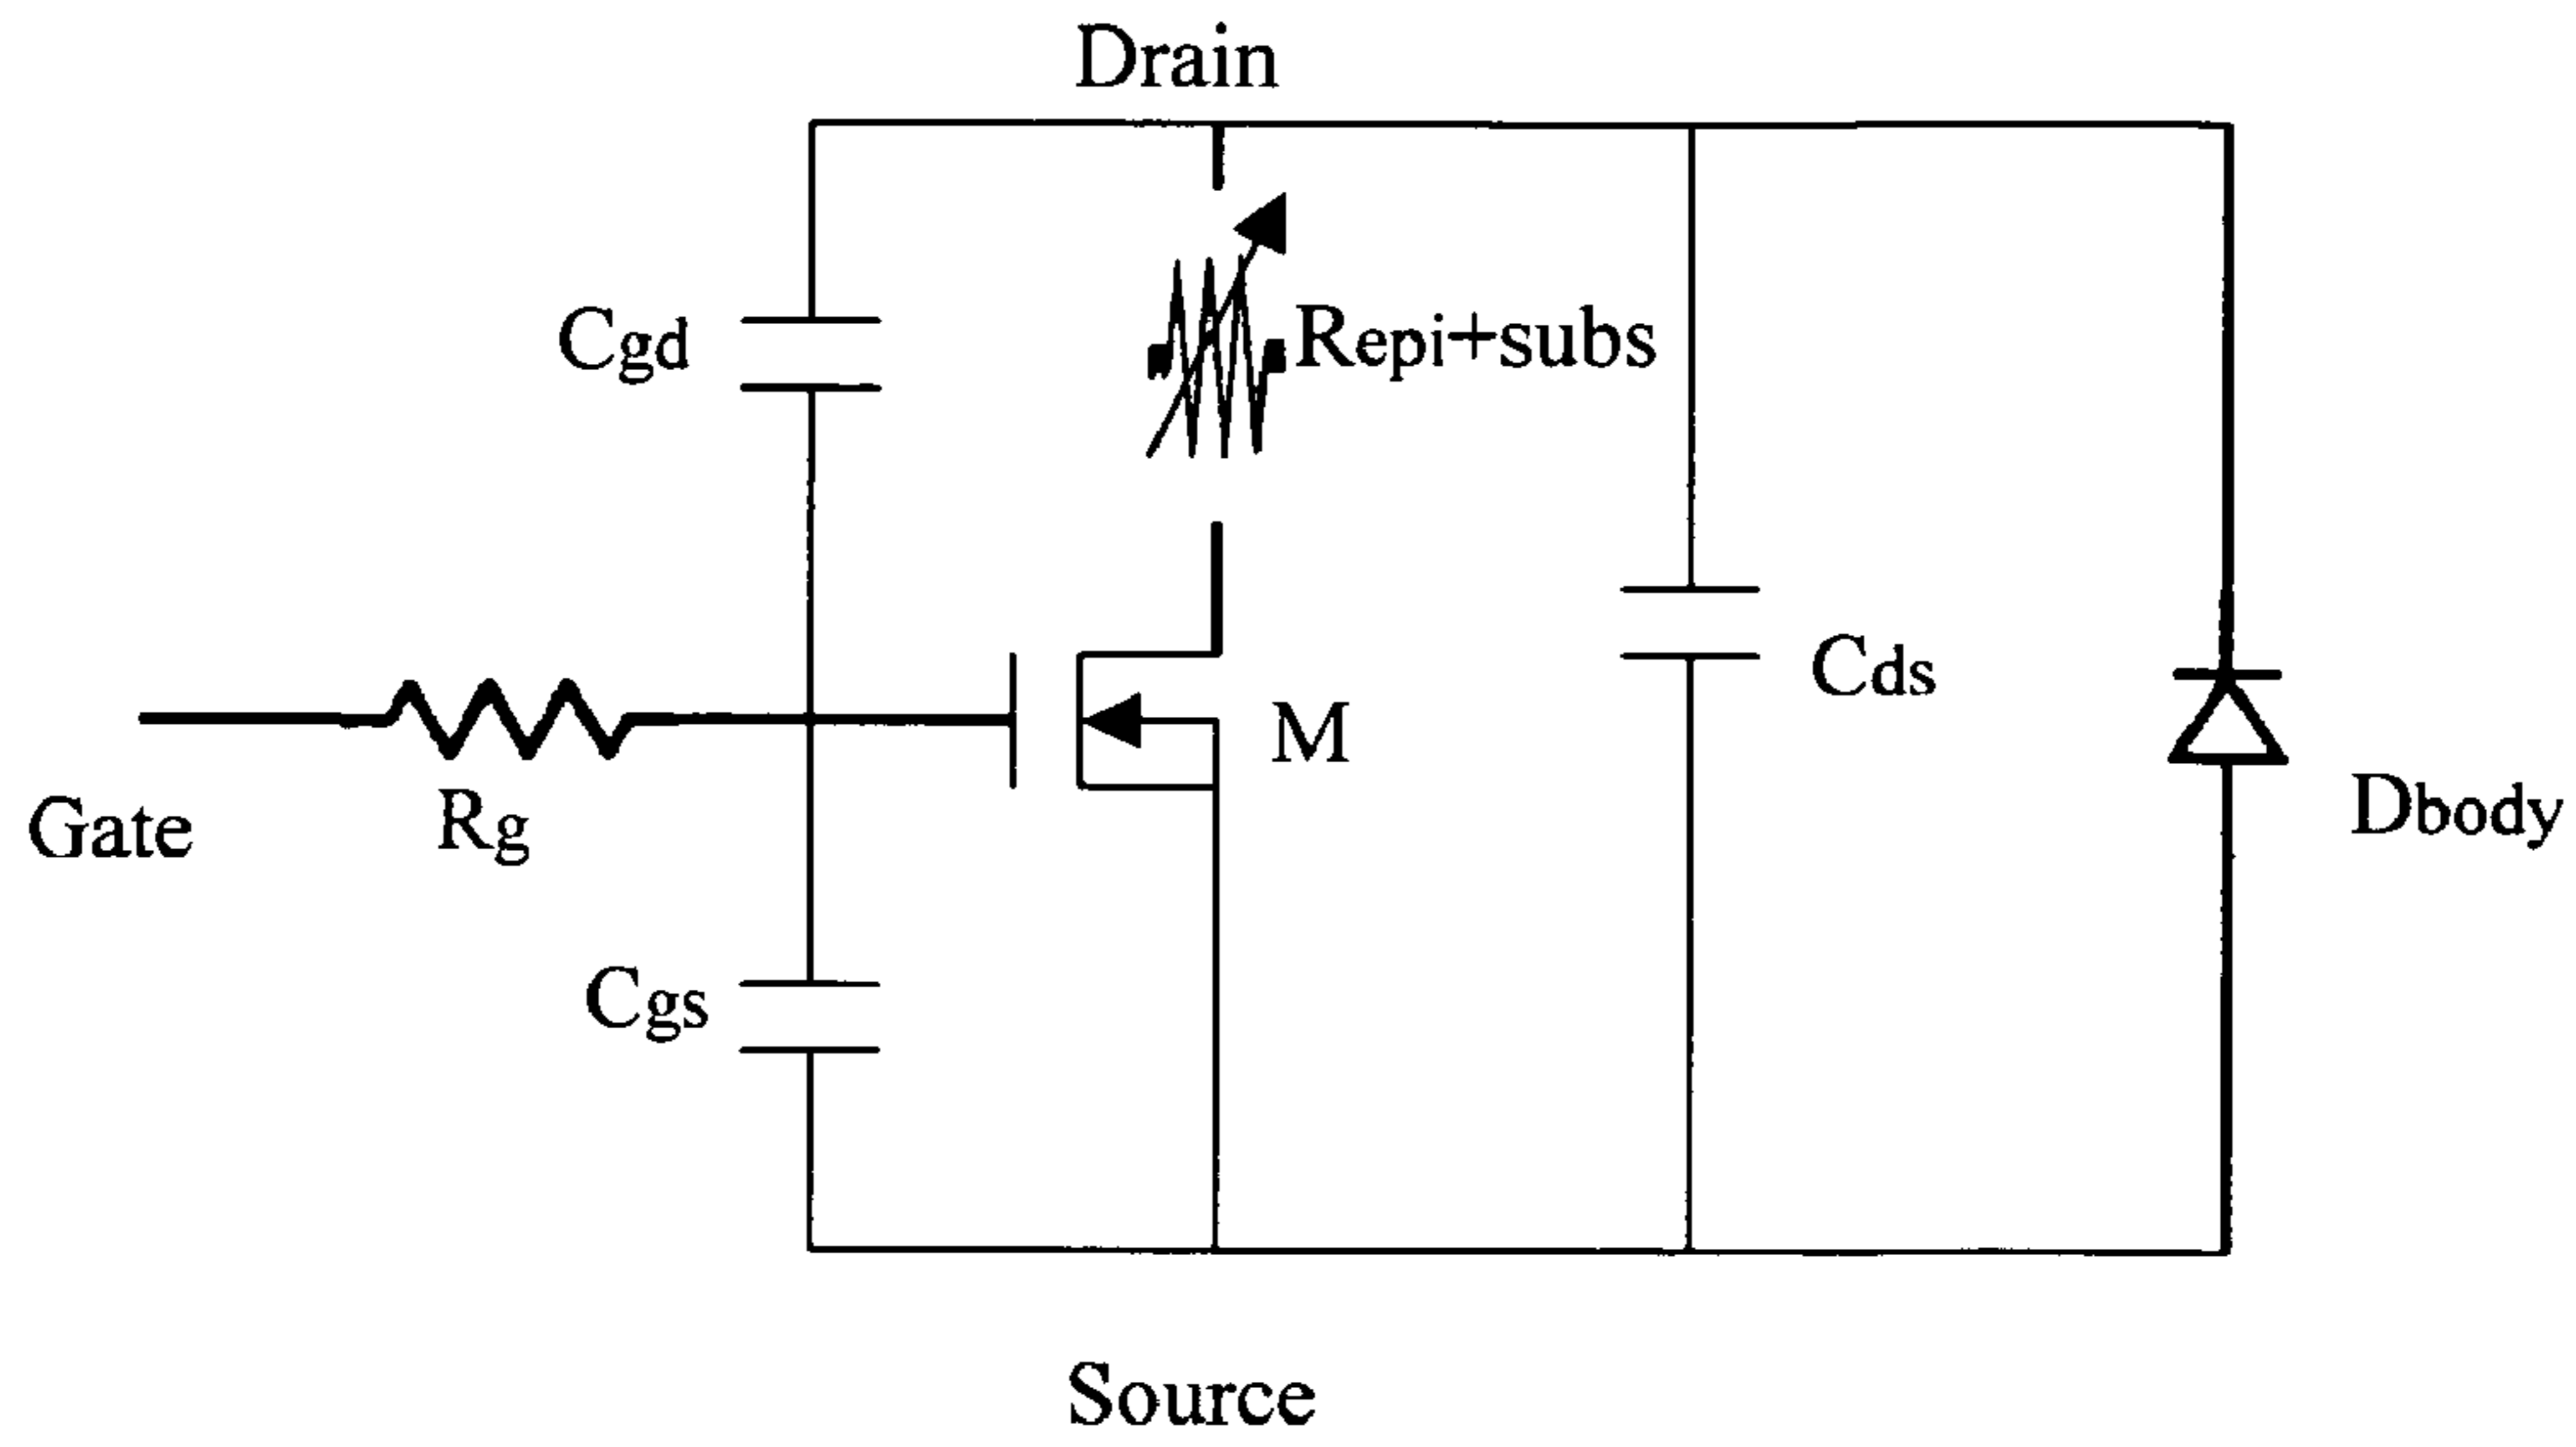 Drain
Cgd
Repi+subs
Cds
M
Gate
Rg
Dbody
Cgs
Source